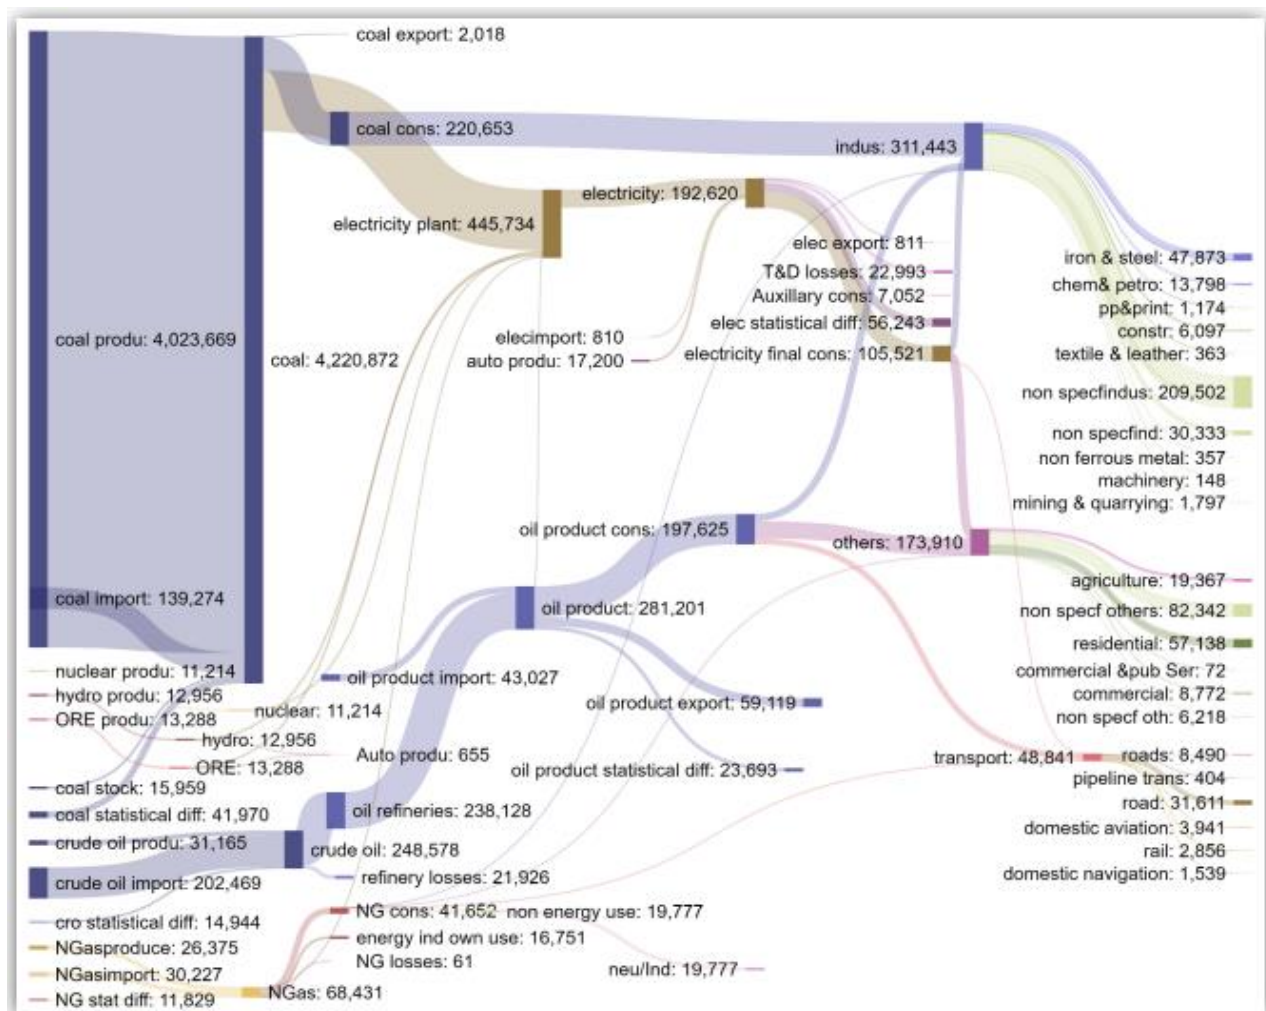 coal export: 2,018
coal cons: 220,653
indus: 311,443
electricity: 192,620
electricity plant: 445,734
elec export: 811
iron & steel: 47,873
T&D losses: 22,993
chem& petro: 13,798
Auxillary cons: 7,052
pp&print: 1,174
elec statistical diff: 56,243
constr: 6,097
elecimport: 810
coal produ: 4,023,669
coal: 4,220,872
auto produ: 17,200
electricity final cons: 105,521
textile & leather: 363
non specfindus: 209,502
non specfind: 30,333
non ferrous metal: 357
machinery: 148
mining & quarrying: 1,797
oil product cons: 197,625
others: 173,910
agriculture: 19,367
coal import: 139,274
oil product: 281,201
non specf others: 82,342
residential: 57,138
nuclear produ: 11,214
oil product import: 43,027
commercial &pub Ser: 72
hydro produ: 12,956
oil product export: 59,119
commercial: 8,772
ORE produ: 13,288
nuclear: 11,214
non specf oth: 6,218
hydro: 12,956
Auto produ: 655
transport: 48,841
roads: 8,490
ORE: 13,288
oil product statistical diff: 23,693
pipeline trans: 404
coal stock: 15,959
road: 31,611
coal statistical diff: 41,970
oil refineries: 238,128
domestic aviation: 3,941
crude oil produ: 31,165
crude oil: 248,578
rail: 2,856
crude oil import: 202,469
refinery losses: 21,926
domestic navigation: 1,539
cro statistical diff: 14,944
NG cons: 41,652
non energy use: 19,777
NGasproduce: 26,375
energy ind own use: 16,751
NG losses: 61
neu/Ind: 19,777
NGasimport: 30,227
NG stat diff: 11,829
NGas: 68,431